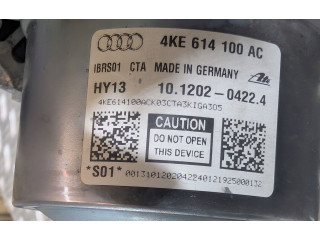 4KE 614 100 AC
IBRS01 CTA MADE IN GERMANY
HY13 10.1202-0422.4
4KE614100ACK03CTA3KIGA305
CAUTION
DO NOT OPEN
THIS DEVICE
*S01*